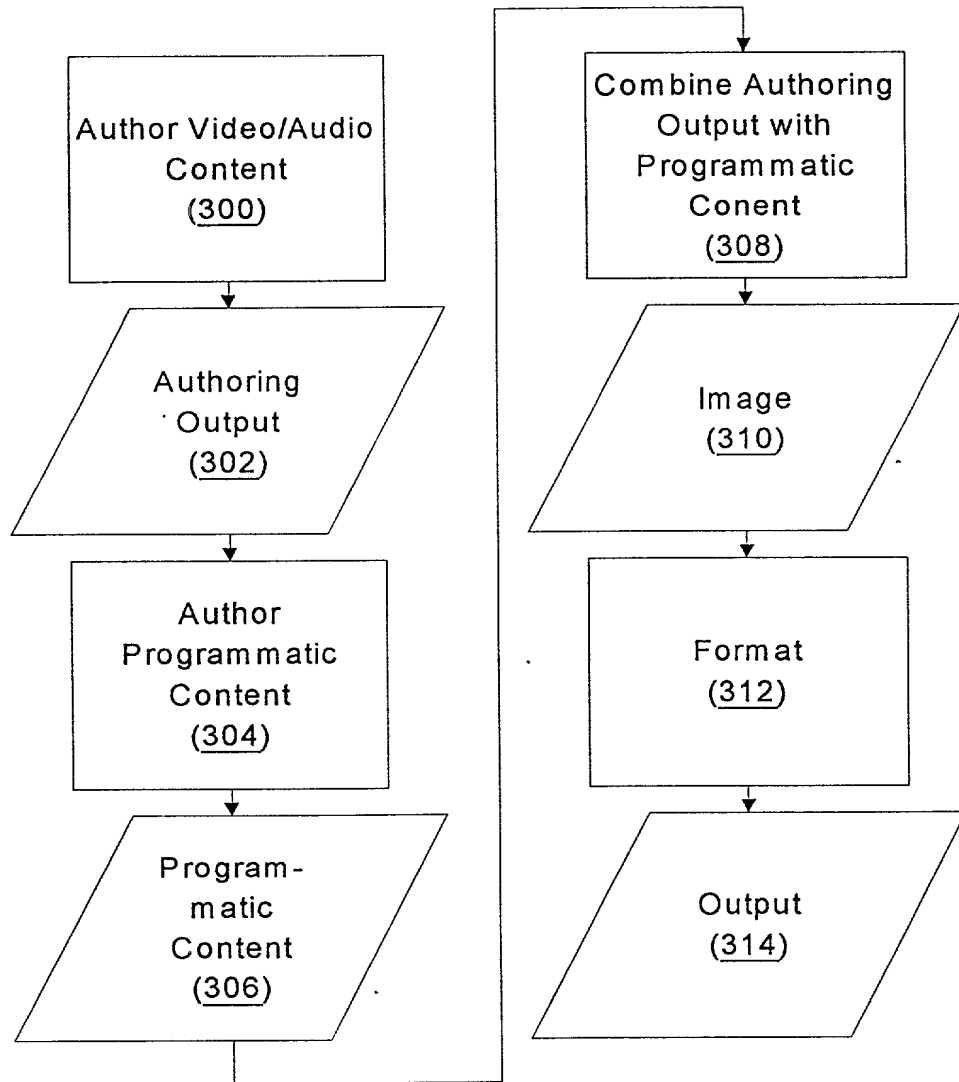 Author Video/Audio
Content
(300)
Authoring
Output
(302)
Author
Programmatic
Content
(304)
Program-
matic
Content
(306)
Combine Authoring
Output with
Programmatic
Conent
(308)
Image
(310)
Format
(312)
Output
(314)